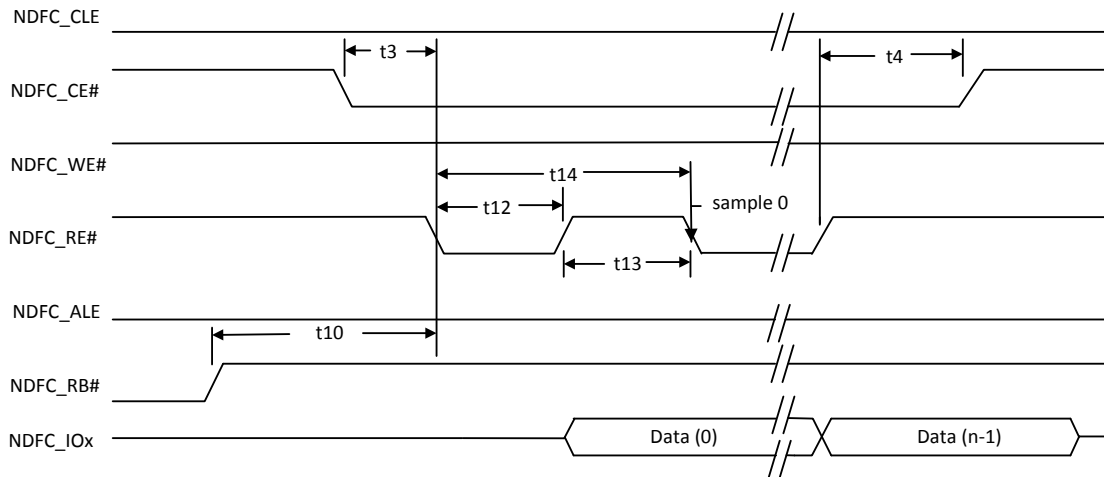 NDFC_CLE
t3
t4
NDFC_CE#
NDFC_WE#
t14
sample 0
t12
NDFC_RE#
t13
NDFC_ALE
t10
NDFC_RB#
NDFC_IOx
Data (0)
Data (n-1)